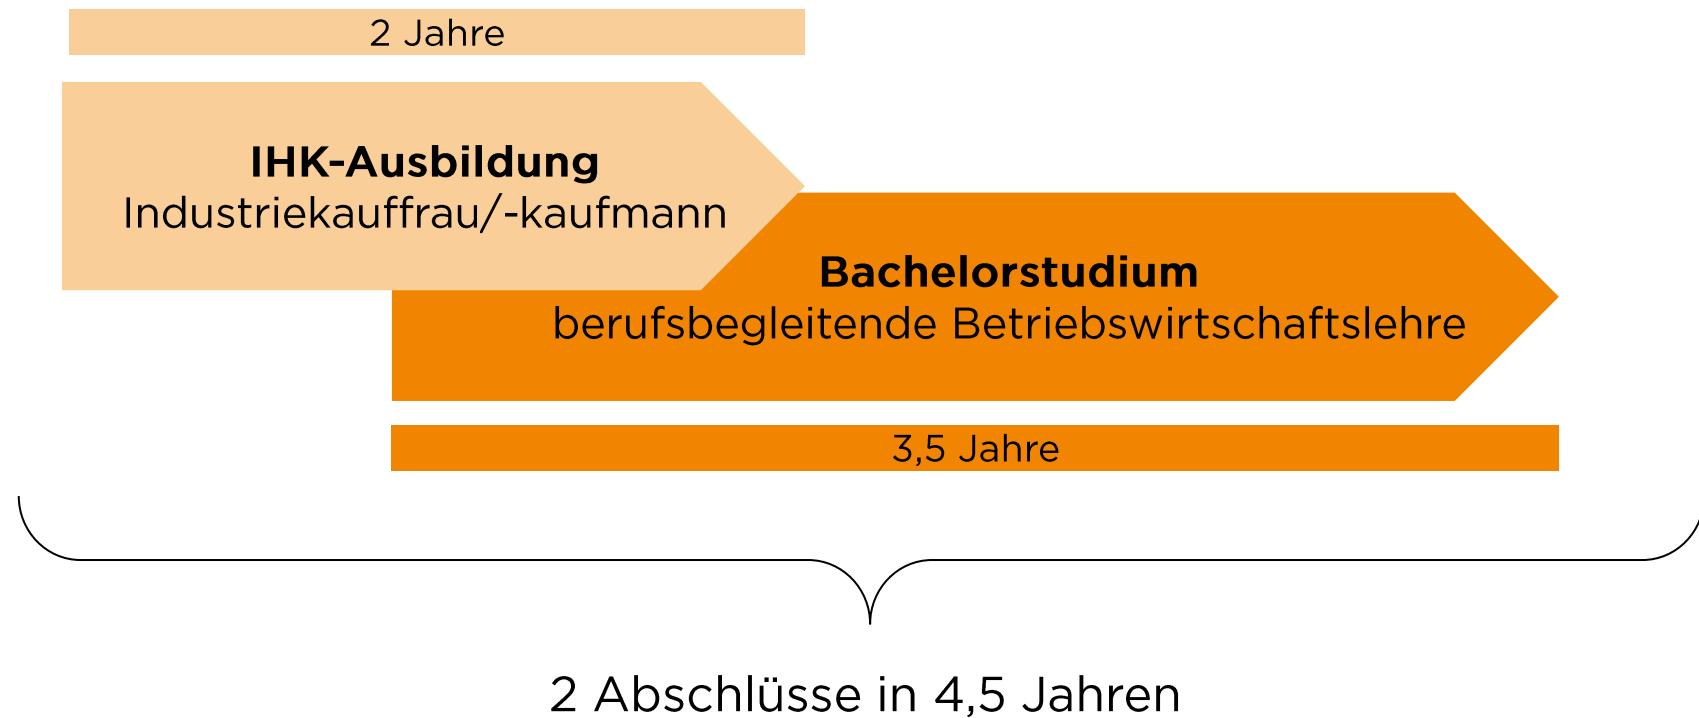 2 Jahre
IHK-Ausbildung
Industriekauffrau/-kaufmann
Bachelorstudium
berufsbegleitende Betriebswirtschaftslehre
3,5 Jahre
2 Abschlüsse in 4,5 Jahren